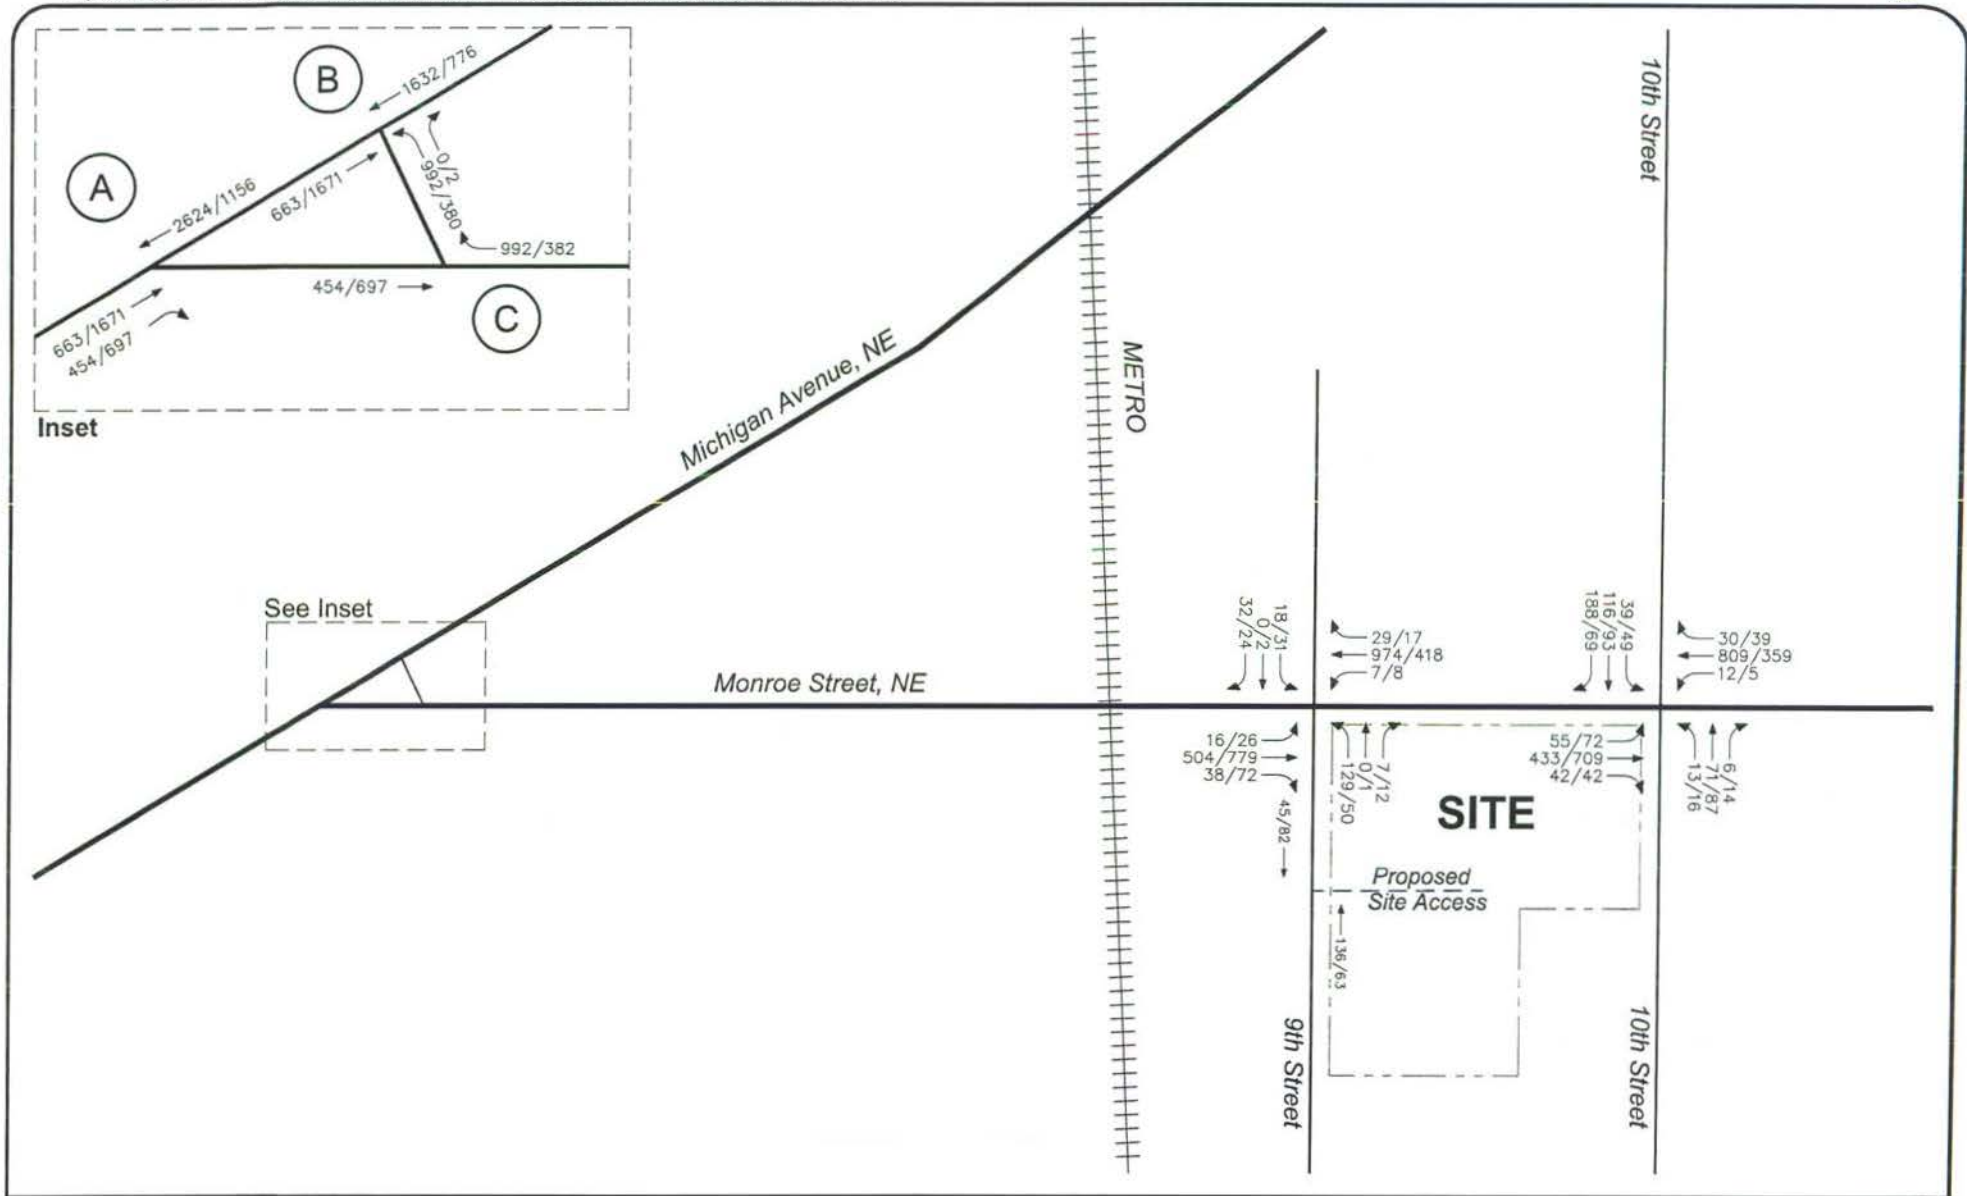 B
1632/776
A
2624/1156
663/1671
0/2
992/380
992/382
454/697
C
663/1671
454/697
Inset
10th Street
METRO
Michigan Avenue, NE
See Inset
Monroe Street, NE
18/31
0/2
32/24
29/17
974/418
7/8
39/49
116/93
188/69
30/39
809/359
12/5
16/26
504/779
38/72
45/82
7/12
0/1
129/50
55/72
433/709
42/42
6/14
71/87
13/16
SITE
Proposed
Site Access
136/63
9th Street
10th Street